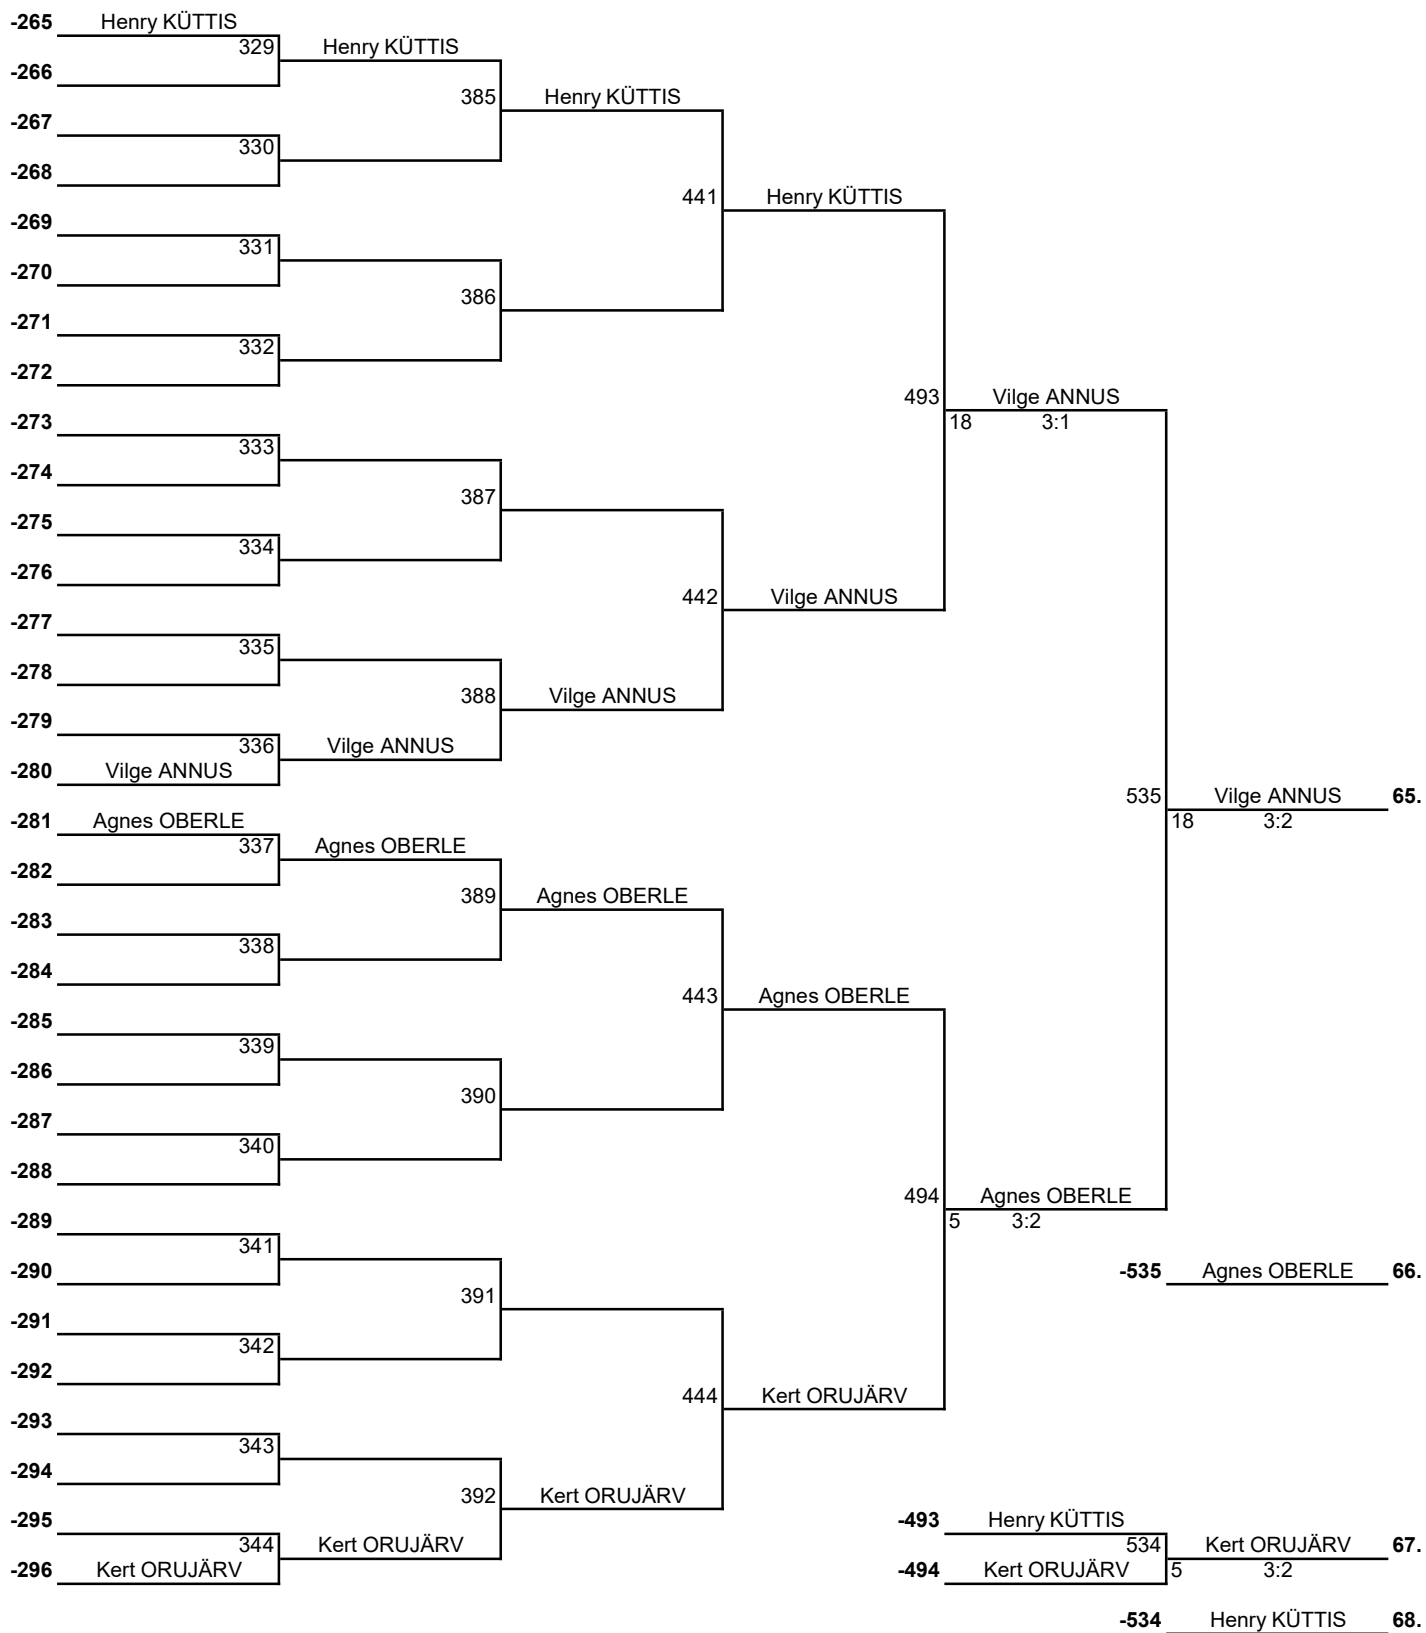 -265 Henry KÜTTIS
329 Henry KÜTTIS
-266
385 Henry KÜTTIS
-267
330
-268
441 Henry KÜTTIS
-269
331
-270
386
-271
332
-272
493 Vilge ANNUS
18 3:1
-273
333
-274
387
-275
334
-276
442 Vilge ANNUS
-277
335
-278
388 Vilge ANNUS
-279
336 Vilge ANNUS
-280 Vilge ANNUS
535 Vilge ANNUS 65.
18 3:2
-281 Agnes OBERLE
337 Agnes OBERLE
-282
389 Agnes OBERLE
-283
338
-284
443 Agnes OBERLE
-285
339
-286
390
-287
340
-288
494 Agnes OBERLE
5 3:2
-289
341
-290
-535 Agnes OBERLE 66.
391
-291
342
-292
444 Kert ORUJÄRV
-293
343
-294
392 Kert ORUJÄRV
-295
344 Kert ORUJÄRV
-296 Kert ORUJÄRV
-493 Henry KÜTTIS
534 Kert ORUJÄRV 67.
-494 Kert ORUJÄRV
5 3:2
-534 Henry KÜTTIS 68.